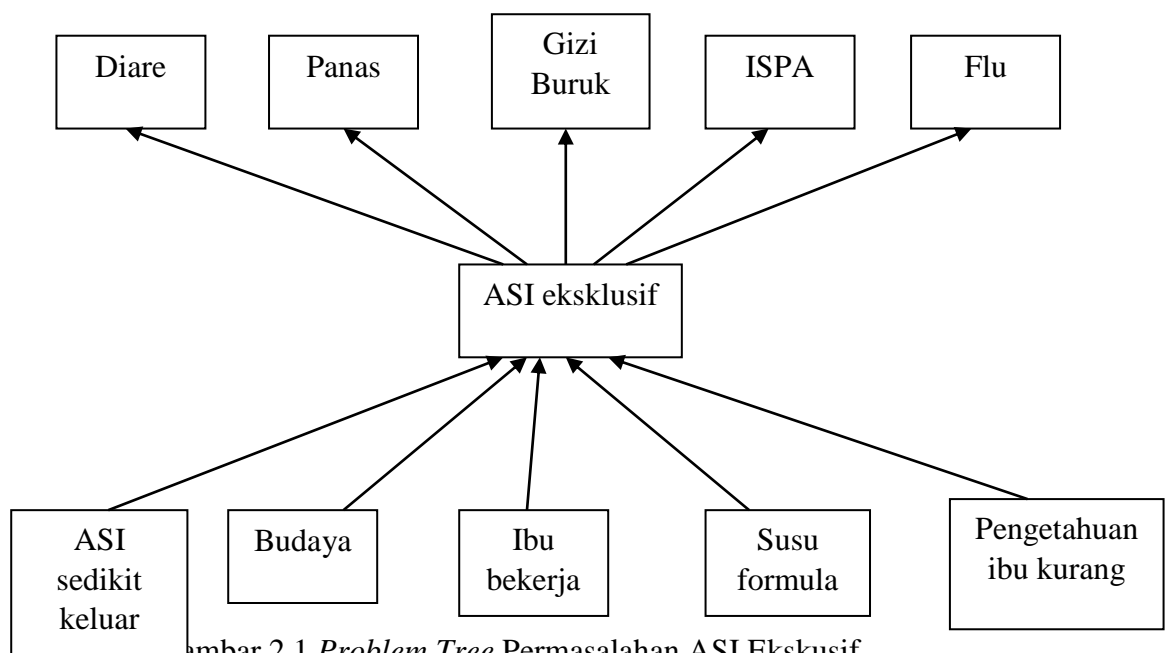 Diare
Panas
Gizi
Buruk
ISPA
Flu
ASI eksklusif
ASI
sedikit
keluar
Budaya
Ibu
bekerja
Susu
formula
Pengetahuan
ibu kurang
ambar 2.1 Problem Tree Permasalahan ASI Ekskusif